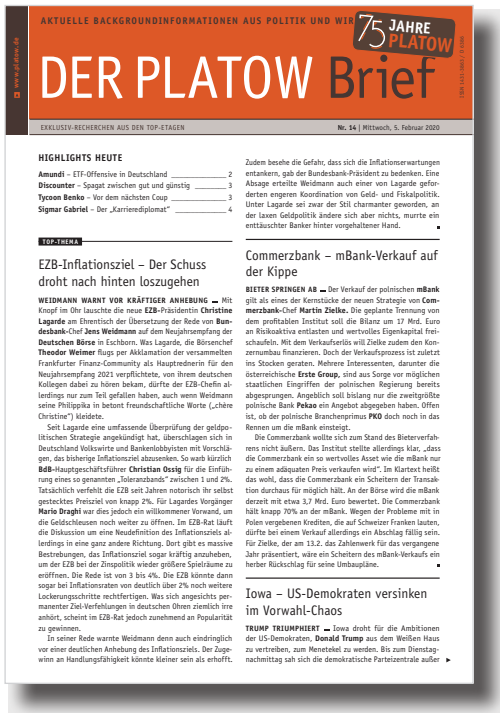 AKTUELLE BACKGROUNDINFORMATIONEN AUS POLITIK UND WIR
75 JAHRE
PLATOW
www.platow.de
DER PLATOW Brief
EXKLUSIV-RECHERCHEN AUS DEN TOP-ETAGEN
Nr. 14 | Mittwoch, 5. Februar 2020
HIGHLIGHTS HEUTE
Amundi – ETF-Offensive in Deutschland 2
Discounter – Spagat zwischen gut und günstig 3
Tycoon Benko – Vor dem nächsten Coup 3
Sigmar Gabriel – Der „Karrierediplomat“ 4
TOP-THEMA
EZB-Inflationsziel – Der Schuss
droht nach hinten loszugehen
WEIDMANN WARNT VOR KRÄFTIGER ANHEBUNG – Mit
Knopf im Ohr lauschte die neue EZB-Präsidentin Christine
Lagarde am Ehrentisch der Übersetzung der Rede von Bun-
desbank-Chef Jens Weidmann auf dem Neujahrsempfang der
Deutschen Börse in Eschborn. Was Lagarde, die Börsenchef
Theodor Weimer flugs per Akklamation der versammelten
Frankfurter Finanz-Community als Hauptrednerin für den
Neujahrsempfang 2021 verpflichtete, von ihrem deutschen
Kollegen dabei zu hören bekam, dürfte der EZB-Chefin al-
lerdings nur zum Teil gefallen haben, auch wenn Weidmann
seine Philippika in betont freundschaftliche Worte („chère
Christine“) kleidete.
Seit Lagarde eine umfassende Überprüfung der geldpo-
litischen Strategie angekündigt hat, überschlagen sich in
Deutschland Volkswirte und Bankenlobbyisten mit Vorschlä-
gen, das bisherige Inflationsziel abzusenken. So warb kürzlich
BdB-Hauptgeschäftsführer Christian Ossig für die Einfüh-
rung eines so genannten „Toleranzbands“ zwischen 1 und 2%.
Tatsächlich verfehlt die EZB seit Jahren notorisch ihr selbst
gestecktes Preisziel von knapp 2%. Für Lagardes Vorgänger
Mario Draghi war dies jedoch ein willkommener Vorwand, um
die Geldschleusen noch weiter zu öffnen. Im EZB-Rat läuft
die Diskussion um eine Neudefinition des Inflationsziels al-
lerdings in eine ganz andere Richtung. Dort gibt es massive
Bestrebungen, das Inflationsziel sogar kräftig anzuheben,
um der EZB bei der Zinspolitik wieder größere Spielräume zu
eröffnen. Die Rede ist von 3 bis 4%. Die EZB könnte dann
sogar bei Inflationsraten von deutlich über 2% noch weitere
Lockerungsschritte rechtfertigen. Was sich angesichts per-
manenter Ziel-Verfehlungen in deutschen Ohren ziemlich irre
anhört, scheint im EZB-Rat jedoch zunehmend an Popularität
zu gewinnen.
In seiner Rede warnte Weidmann denn auch eindringlich
vor einer deutlichen Anhebung des Inflationsziels. Der Zuge-
winn an Handlungsfähigkeit könnte kleiner sein als erhofft.
Zudem besehe die Gefahr, dass sich die Inflationserwartungen
entankern, gab der Bundesbank-Präsident zu bedenken. Eine
Absage erteilte Weidmann auch einer von Lagarde gefor-
derten engeren Koordination von Geld- und Fiskalpolitik.
Unter Lagarde sei zwar der Stil charmanter geworden, an
der laxen Geldpolitik ändere sich aber nichts, murrte ein
enttäuschter Banker hinter vorgehaltener Hand.
Commerzbank – mBank-Verkauf auf
der Kippe
BIETER SPRINGEN AB – Der Verkauf der polnischen mBank
gilt als eines der Kernstücke der neuen Strategie von Com-
merzbank-Chef Martin Zielke. Die geplante Trennung von
dem profitablen Institut soll die Bilanz um 17 Mrd. Euro
an Risikoaktiva entlasten und wertvolles Eigenkapital frei-
schaufeln. Mit dem Verkaufserlös will Zielke zudem den Kon-
zernumbau finanzieren. Doch der Verkaufsprozess ist zuletzt
ins Stocken geraten. Mehrere Interessenten, darunter die
österreichische Erste Group, sind aus Sorge vor möglichen
staatlichen Eingriffen der polnischen Regierung bereits
abgesprungen. Angeblich soll bislang nur die zweitgrößte
polnische Bank Pekao ein Angebot abgegeben haben. Offen
ist, ob der polnische Branchenprimus PKO doch noch in das
Rennen um die mBank einsteigt.
Die Commerzbank wollte sich zum Stand des Bieterverfah-
rens nicht äußern. Das Institut stellte allerdings klar, „dass
die Commerzbank ein so wertvolles Asset wie die mBank nur
zu einem adäquaten Preis verkaufen wird“. Im Klartext heißt
das wohl, dass die Commerzbank ein Scheitern der Transak-
tion durchaus für möglich hält. An der Börse wird die mBank
derzeit mit etwa 3,7 Mrd. Euro bewertet. Die Commerzbank
hält knapp 70% an der mBank. Wegen der Probleme mit in
Polen vergebenen Krediten, die auf Schweizer Franken lauten,
dürfte bei einem Verkauf allerdings ein Abschlag fällig sein.
Für Zielke, der am 13.2. das Zahlenwerk für das vergangene
Jahr präsentiert, wäre ein Scheitern des mBank-Verkaufs ein
herber Rückschlag für seine Umbaupläne.
Iowa – US-Demokraten versinken
im Vorwahl-Chaos
TRUMP TRIUMPHIERT – Iowa droht für die Ambitionen
der US-Demokraten, Donald Trump aus dem Weißen Haus
zu vertreiben, zum Menetekel zu werden. Bis zum Dienstag-
nachmittag sah sich die demokratische Parteizentrale außer